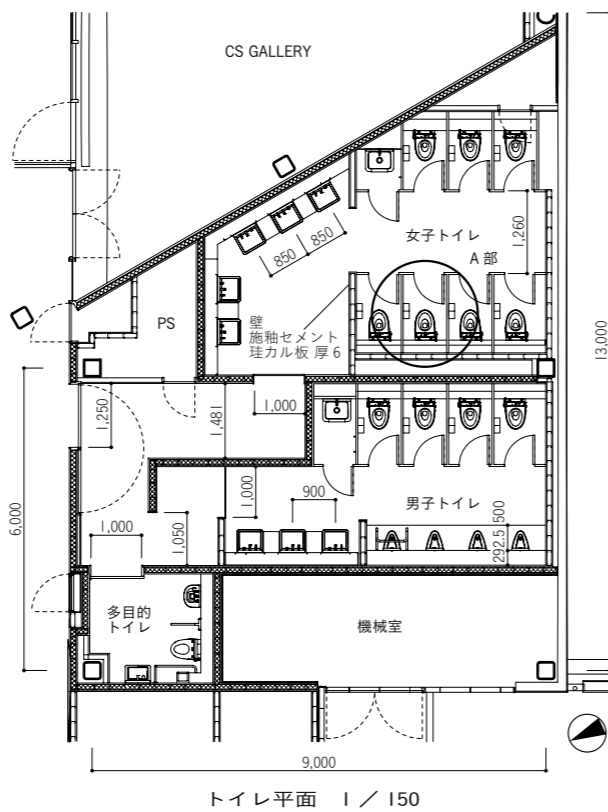 CS GALLERY
女子トイレ
A 部
1,260
850
850
PS
壁
施釉セメント
珪カル板 厚 6
13,000
1,250
1,481
1,000
6,000
1,000
900
男子トイレ
1,000
1,050
500
292.5
多目的
トイレ
機械室
9,000
トイレ平面 1 / 150